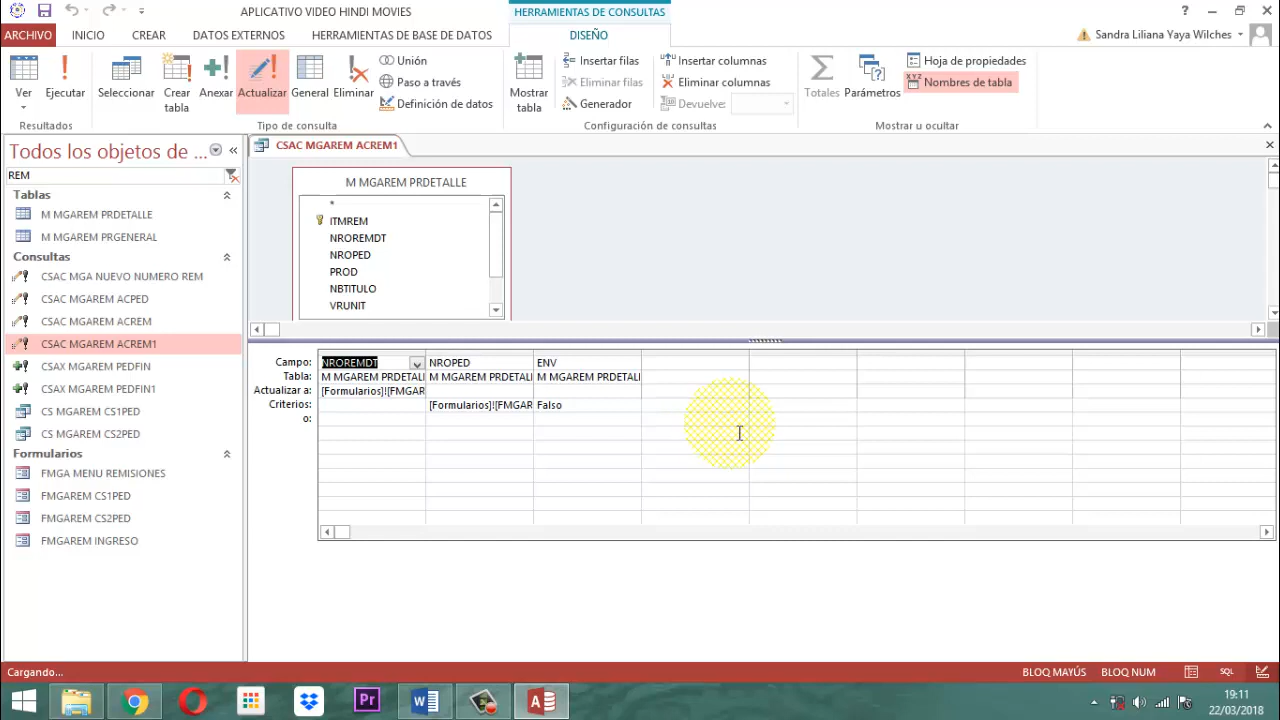 APLICATIVO VIDEO HINDI MOVIES
HERRAMIENTAS DE CONSULTAS
?
ARCHIVO INICIO CREAR DATOS EXTERNOS HERRAMIENTAS DE BASE DE DATOS DISEÑO
Sandra Liliana Yaya Wilches
Ver
Ejecutar
Resultados
Seleccionar
Crear tabla
Anexar
Actualizar
General
Eliminar
Unión
Paso a través
Definición de datos
Tipo de consulta
Mostrar tabla
Insertar filas
Eliminar filas
Generador
Insertar columnas
Eliminar columnas
Devuelve:
Configuración de consultas
Totales
Parámetros
Hoja de propiedades
Nombres de tabla
Mostrar u ocultar
Todos los objetos de ...
REM
Tablas
M MGAREM PRDETALLE
M MGAREM PRGENERAL
Consultas
CSAC MGA NUEVO NUMERO REM
CSAC MGAREM ACPED
CSAC MGAREM ACREM
CSAC MGAREM ACREM1
CSAX MGAREM PEDFIN
CSAX MGAREM PEDFIN1
CS MGAREM CS1PED
CS MGAREM CS2PED
Formularios
FMGA MENU REMISIONES
FMGAREM CS1PED
FMGAREM CS2PED
FMGAREM INGRESO
CSAC MGAREM ACREM1
M MGAREM PRDETALLE
*
ITMREM
NROREMDT
NROPED
PROD
NBTITULO
VRUNIT
Campo: NROREMDT NROPED ENV
Tabla: M MGAREM PRDETALL M MGAREM PRDETALL M MGAREM PRDETALL
Actualizar a: [Formularios]![FMGAR
Criterios: [Formularios]![FMGAR Falso
o:
Cargando...
BLOQ MAYÚS BLOQ NUM SQL
Pr
19:11
22/03/2018